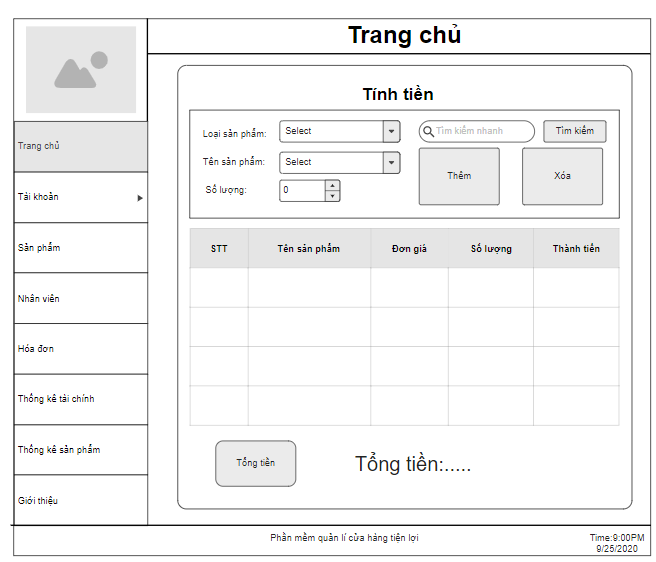 Trang chủ
Trang chủ
Tài khoản
Sản phẩm
Nhân viên
Hóa đơn
Thống kê tài chính
Thống kê sản phẩm
Giới thiệu
Tính tiền
Loại sản phẩm: Select
Tìm kiếm nhanh Tìm kiếm
Tên sản phẩm: Select
Số lượng: 0
Thêm Xóa
STT Tên sản phẩm Đơn giá Số lượng Thành tiền
Tổng tiền Tổng tiền:.....
Phần mềm quản lí cửa hàng tiện lợi
Time:9:00PM
9/25/2020